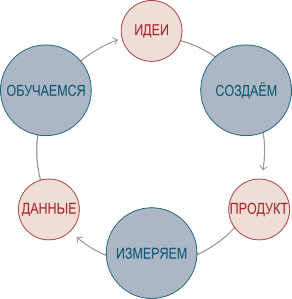 ИДЕИ
СОЗДАЁМ
ПРОДУКТ
ИЗМЕРЯЕМ
ДАННЫЕ
ОБУЧАЕМСЯ